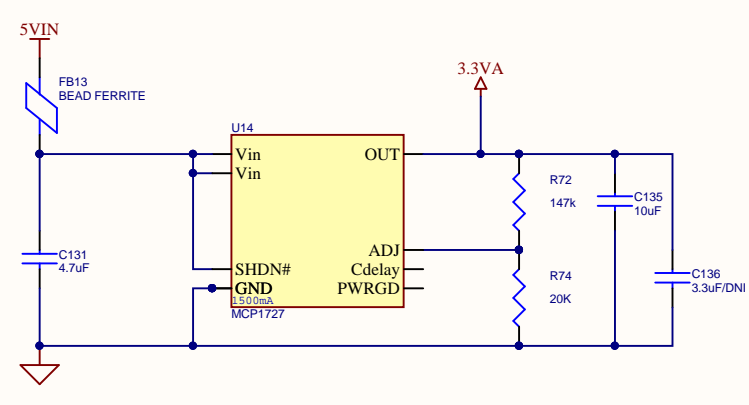 5VIN
FB13
BEAD FERRITE
3.3VA
U14
Vin
OUT
Vin
R72
147k
C135
10uF
ADJ
C131
4.7uF
SHDN#
Cdelay
R74
20K
C136
3.3uF/DNI
GND
PWRGD
1500mA
MCP1727